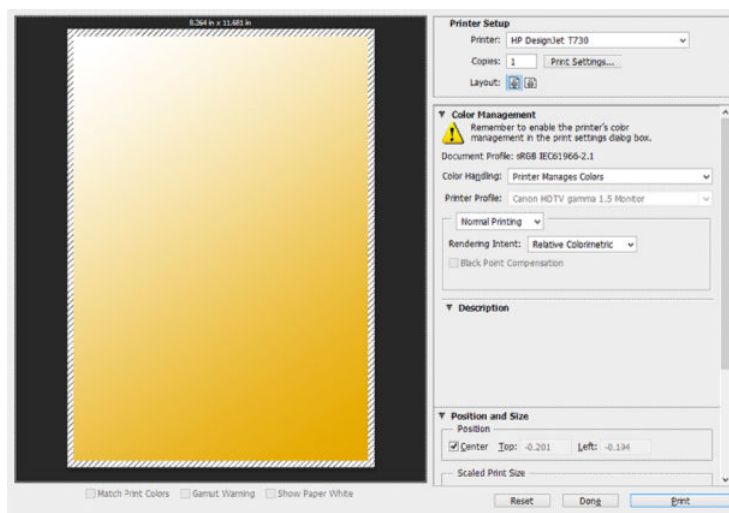 8.264 in x 11.681 in
Printer Setup
Printer: HP DesignJet T730
Copies: 1 Print Settings...
Layout:
Color Management
Remember to enable the printer's color
management in the print settings dialog box.
Document Profile: sRGB IEC61966-2.1
Color Handling: Printer Manages Colors
Printer Profile: Canon HDTV gamma 1.5 Monitor
Normal Printing
Rendering Intent: Relative Colorimetric
Black Point Compensation
Description
Position and Size
Position
Center Top: -0.201 Left: -0.194
Scaled Print Size
Match Print Colors Gamut Warning Show Paper White
Reset Done Print